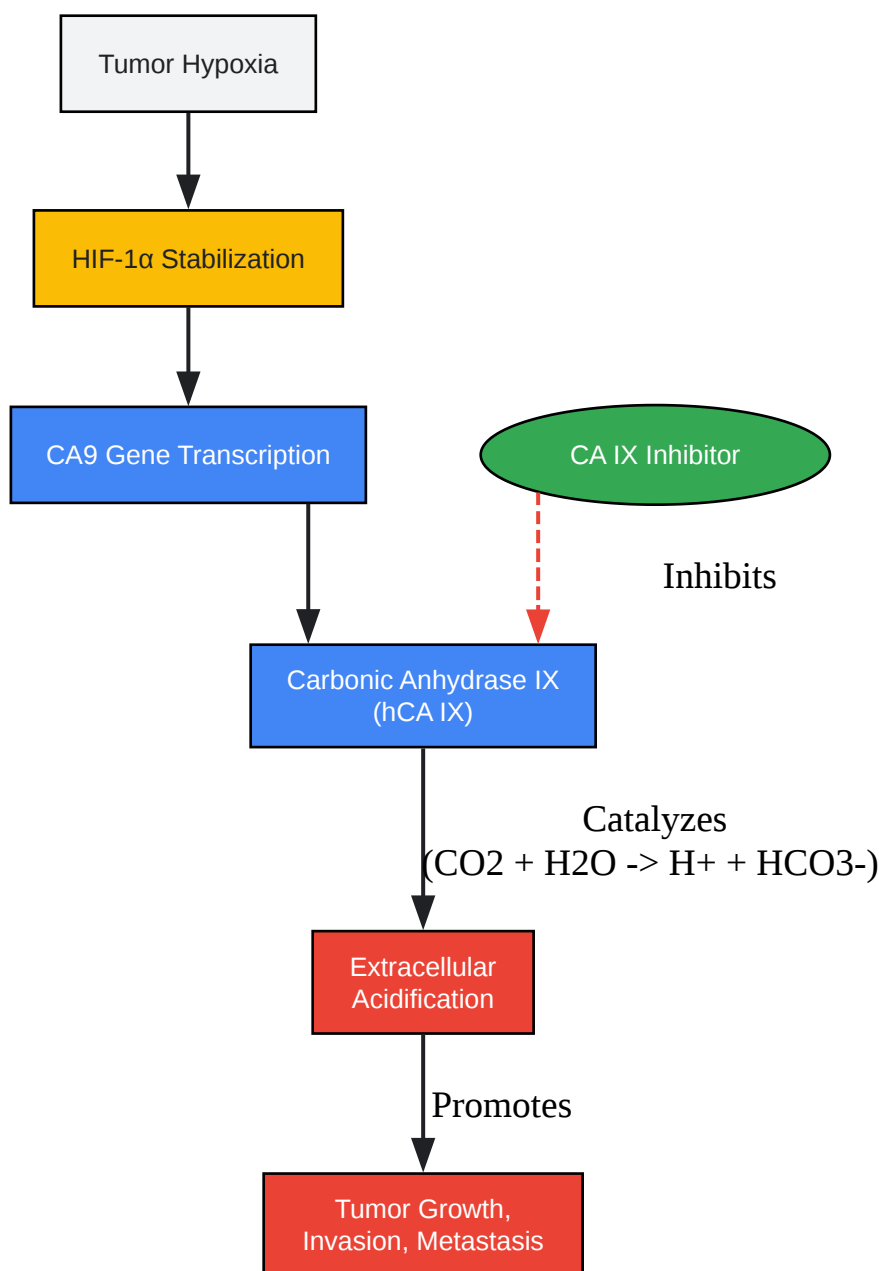 Tumor Hypoxia
HIF-1α Stabilization
CA9 Gene Transcription
CA IX Inhibitor
Inhibits
Carbonic Anhydrase IX
(hCA IX)
Catalyzes
(CO2 + H2O -> H+ + HCO3-)
Extracellular
Acidification
Promotes
Tumor Growth,
Invasion, Metastasis